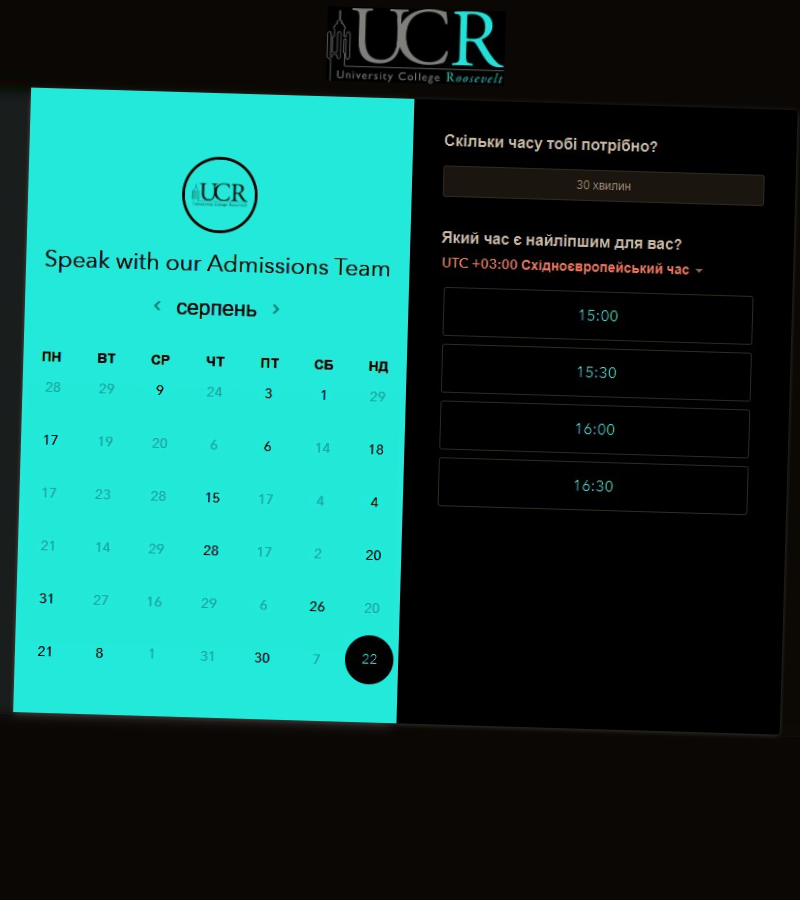 UCR
University College Roosevelt
UCR
University College Roosevelt
Speak with our Admissions Team
серпень
ПН ВТ СР ЧТ ПТ СБ НД
28 29 9 24 3 1 29
17 19 20 6 6 14 18
17 23 28 15 17 4 4
21 14 29 28 17 2 20
31 27 16 29 6 26 20
21 8 1 31 30 7 22
Скільки часу тобі потрібно?
30 хвилин
Який час є найліпшим для вас?
UTC +03:00 Східноєвропейський час
15:00
15:30
16:00
16:30